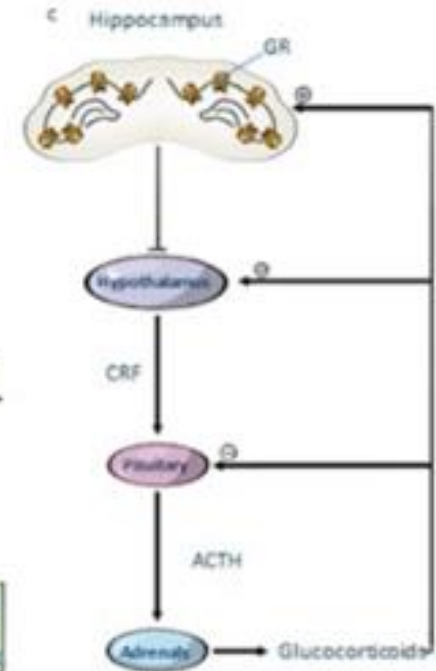 c Hippocampus
GR
⊕
Hypothalamus
⊖
CRF
Pituitary
⊖
ACTH
Adrenals
Glucocorticoids